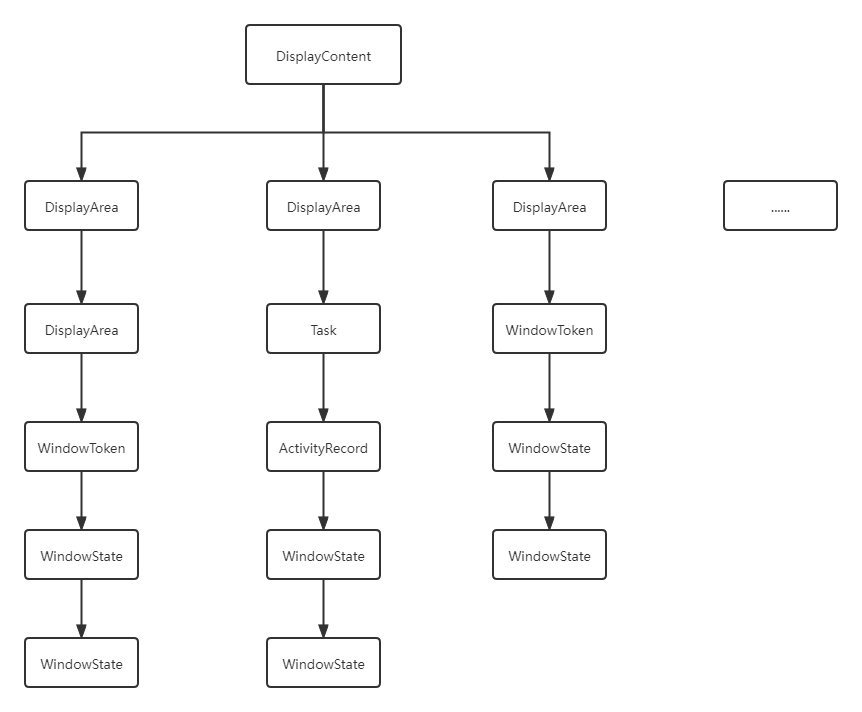 DisplayContent
DisplayArea
DisplayArea
DisplayArea
......
DisplayArea
Task
WindowToken
WindowToken
ActivityRecord
WindowState
WindowState
WindowState
WindowState
WindowState
WindowState